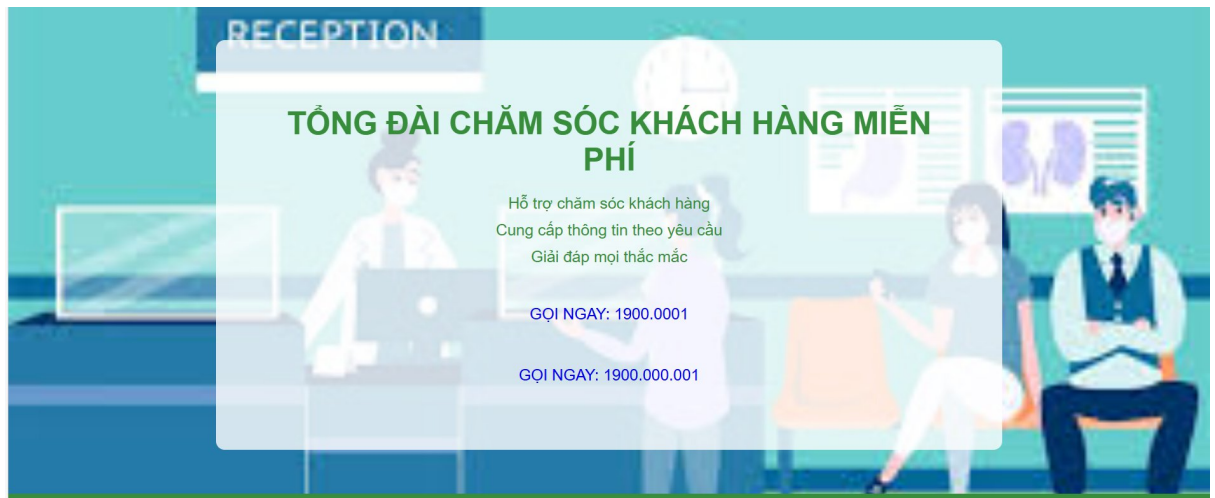 RECEPTION
TỔNG ĐÀI CHĂM SÓC KHÁCH HÀNG MIỄN
PHÍ
Hỗ trợ chăm sóc khách hàng
Cung cấp thông tin theo yêu cầu
Giải đáp mọi thắc mắc
GỌI NGAY: 1900.0001
GỌI NGAY: 1900.000.001